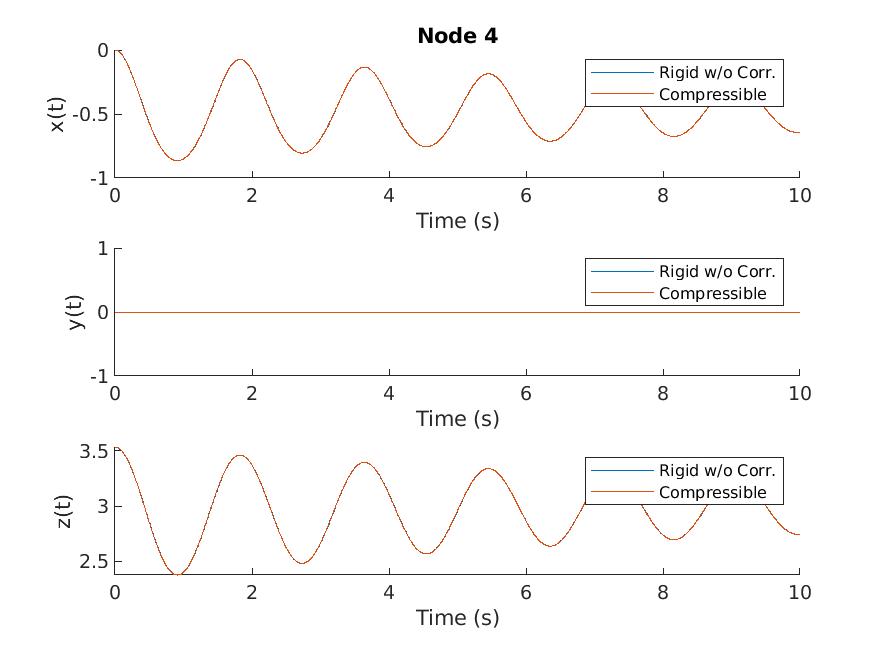 Node 4
0
-0.5
-1
x(t)
Rigid w/o Corr.
Compressible
0 2 4 6 8 10
Time (s)
1
0
-1
y(t)
Rigid w/o Corr.
Compressible
0 2 4 6 8 10
Time (s)
3.5
3
2.5
z(t)
Rigid w/o Corr.
Compressible
0 2 4 6 8 10
Time (s)